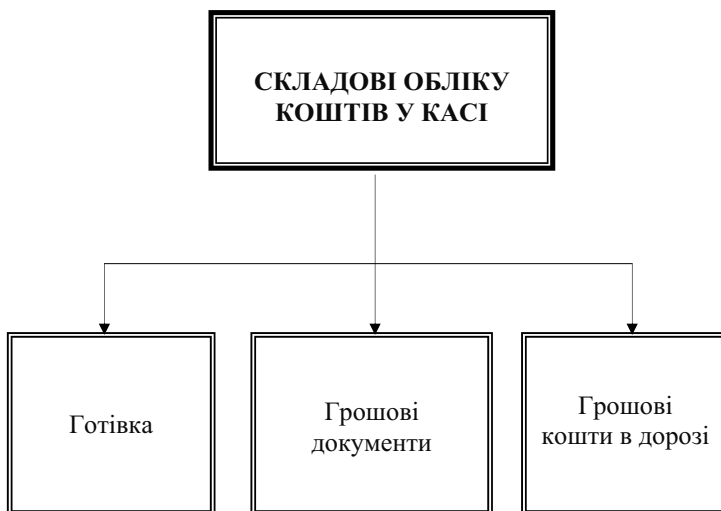 СКЛАДОВІ ОБЛІКУ
КОШТІВ У КАСІ
Готівка
Грошові
документи
Грошові
кошти в дорозі